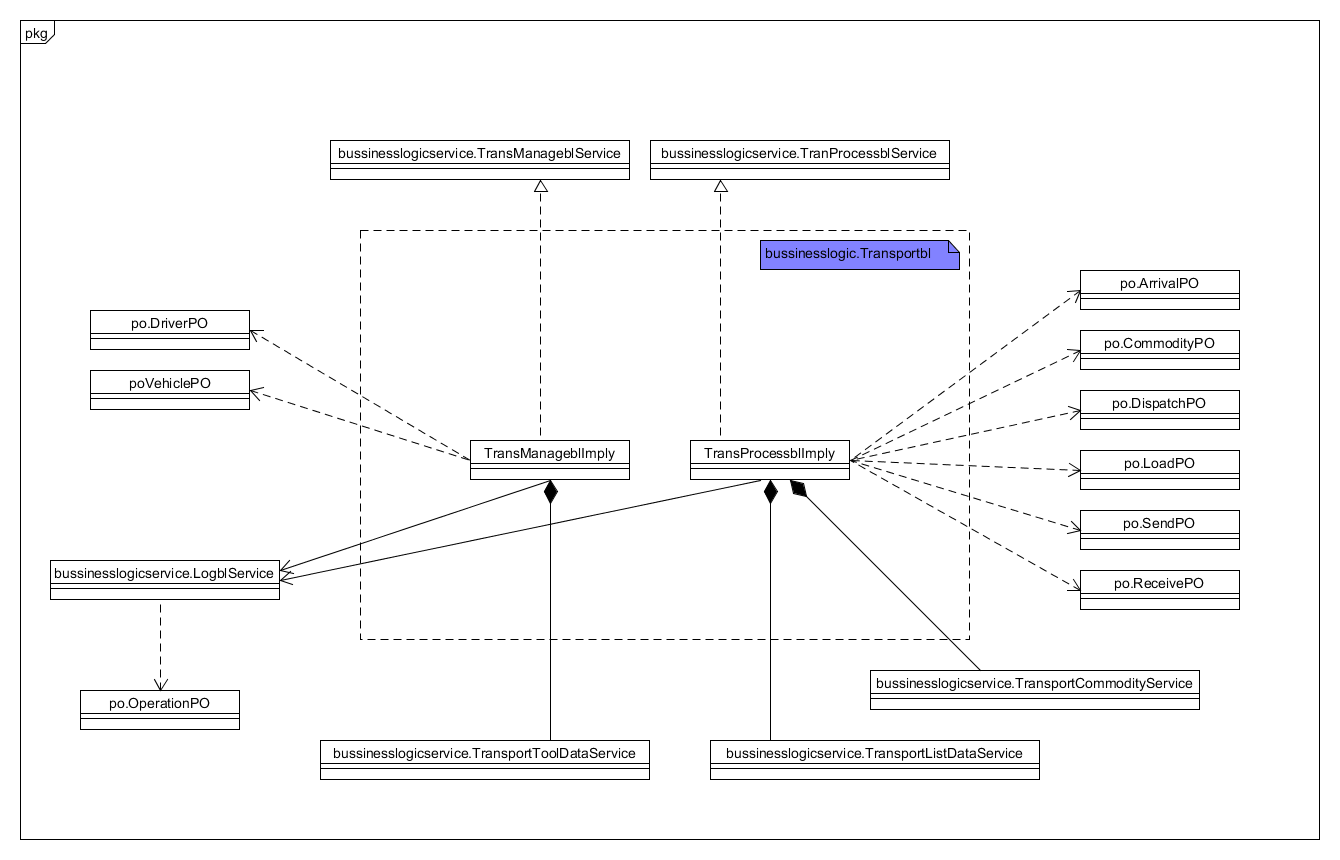 pkg
bussinesslogicservice.TransManageblService
bussinesslogicservice.TranProcessblService
bussinesslogic.Transportbl
po.ArrivalPO
po.DriverPO
po.CommodityPO
poVehiclePO
po.DispatchPO
TransManageblImply
TransProcessblImply
po.LoadPO
po.SendPO
bussinesslogicservice.LogblService
po.ReceivePO
bussinesslogicservice.TransportCommodityService
po.OperationPO
bussinesslogicservice.TransportToolDataService
bussinesslogicservice.TransportListDataService